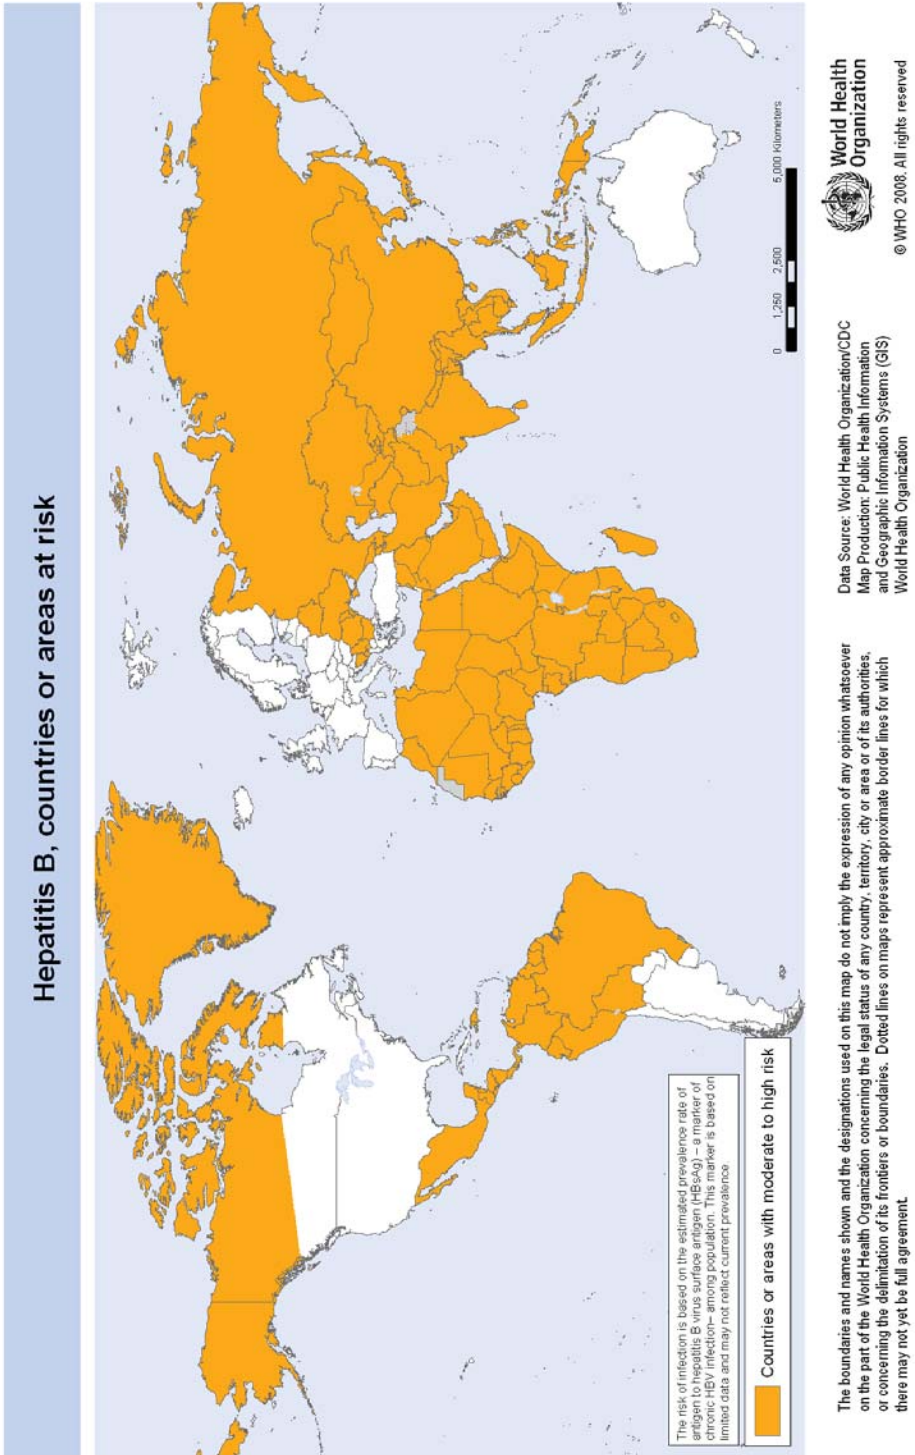 Hepatitis B, countries or areas at risk
The risk of infection is based on the estimated prevalence rate of
antigen to hepatitis B virus surface antigen (HBsAg) – a marker of
chronic HBV infection– among population. This marker is based on
limited data and may not reflect current prevalence
Countries or areas with moderate to high risk
0 1,250 2,500 5,000 Kilometers
The boundaries and names shown and the designations used on this map do not imply the expression of any opinion whatsoever
on the part of the World Health Organization concerning the legal status of any country, territory, city or area or of its authorities,
or concerning the delimitation of its frontiers or boundaries. Dotted lines on maps represent approximate border lines for which
there may not yet be full agreement.
Data Source: World Health Organization/CDC
Map Production: Public Health Information
and Geographic Information Systems (GIS)
World Health Organization
World Health
Organization
© WHO 2008. All rights reserved